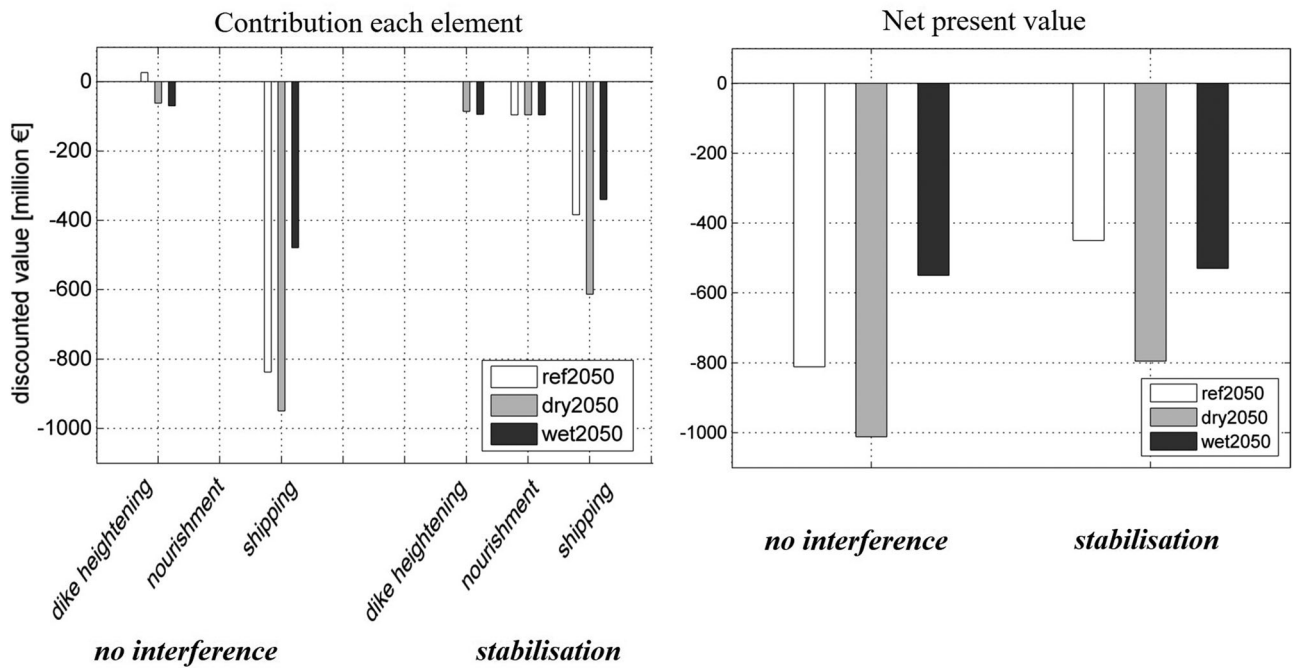 Contribution each element
discounted value [million €]
0
-200
-400
-600
-800
-1000
ref2050
dry2050
wet2050
dike heightening
nourishment
shipping
dike heightening
nourishment
shipping
no interference
stabilisation
Net present value
0
-200
-400
-600
-800
-1000
ref2050
dry2050
wet2050
no interference
stabilisation